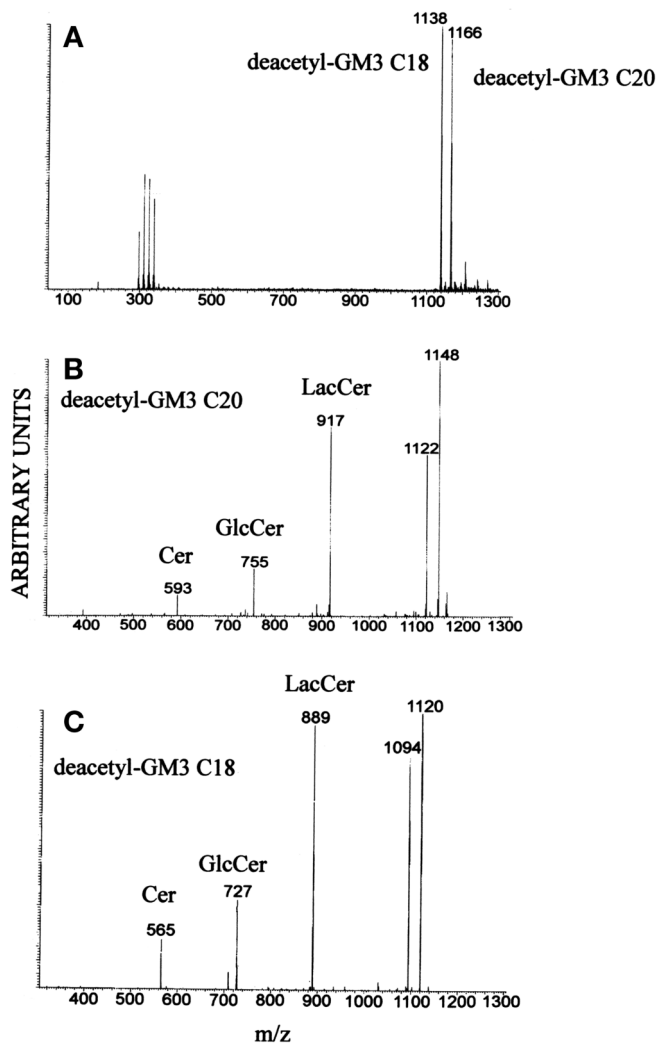 A
1138
1166
deacetyl-GM3 C18
deacetyl-GM3 C20
100 300 500 700 900 1100 1300
B
1148
deacetyl-GM3 C20
LacCer
917
1122
GlcCer
755
Cer
593
400 500 600 700 800 900 1000 1100 1200 1300
ARBITRARY UNITS
C
LacCer
889
1120
1094
deacetyl-GM3 C18
GlcCer
727
Cer
565
400 500 600 700 800 900 1000 1100 1200 1300
m/z